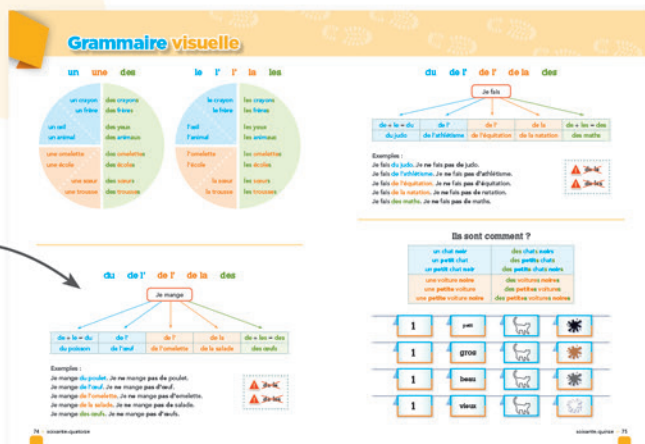 Grammaire visuelle
un une des
un crayon des crayons
un frère des frères
un œil des yeux
un animal des animaux
une omelette des omelettes
une école des écoles
une sœur des sœurs
une trousse des trousses
le l' l' la les
le crayon les crayons
le frère les frères
l'œil les yeux
l'animal les animaux
l'omelette les omelettes
l'école les écoles
la sœur les sœurs
la trousse les trousses
du de l' de l' de la des
Je mange
de + le = du de l' de l' de la de + les = des
du poisson de l'œuf de l'omelette de la salade des œufs
Exemples :
Je mange du poulet. Je ne mange pas de poulet.
Je mange de l'œuf. Je ne mange pas d'œuf.
Je mange de l'omelette. Je ne mange pas d'omelette.
Je mange de la salade. Je ne mange pas de salade.
Je mange des œufs. Je ne mange pas d'œufs.
de le
de les
74 - soixante-quatorze
du de l' de l' de la des
Je fais
de + le = du de l' de l' de la de + les = des
du judo de l'athlétisme de l'équitation de la natation des maths
Exemples :
Je fais du judo. Je ne fais pas de judo.
Je fais de l'athlétisme. Je ne fais pas d'athlétisme.
Je fais de l'équitation. Je ne fais pas d'équitation.
Je fais de la natation. Je ne fais pas de natation.
Je fais des maths. Je ne fais pas de maths.
de le
de les
Ils sont comment ?
un chat noir des chats noirs
un petit chat des petits chats
un petit chat noir des petits chats noirs
une voiture noire des voitures noires
une petite voiture des petites voitures
une petite voiture noire des petites voitures noires
1 petit
1 gros
1 beau
1 vieux
soixante-quinze - 75